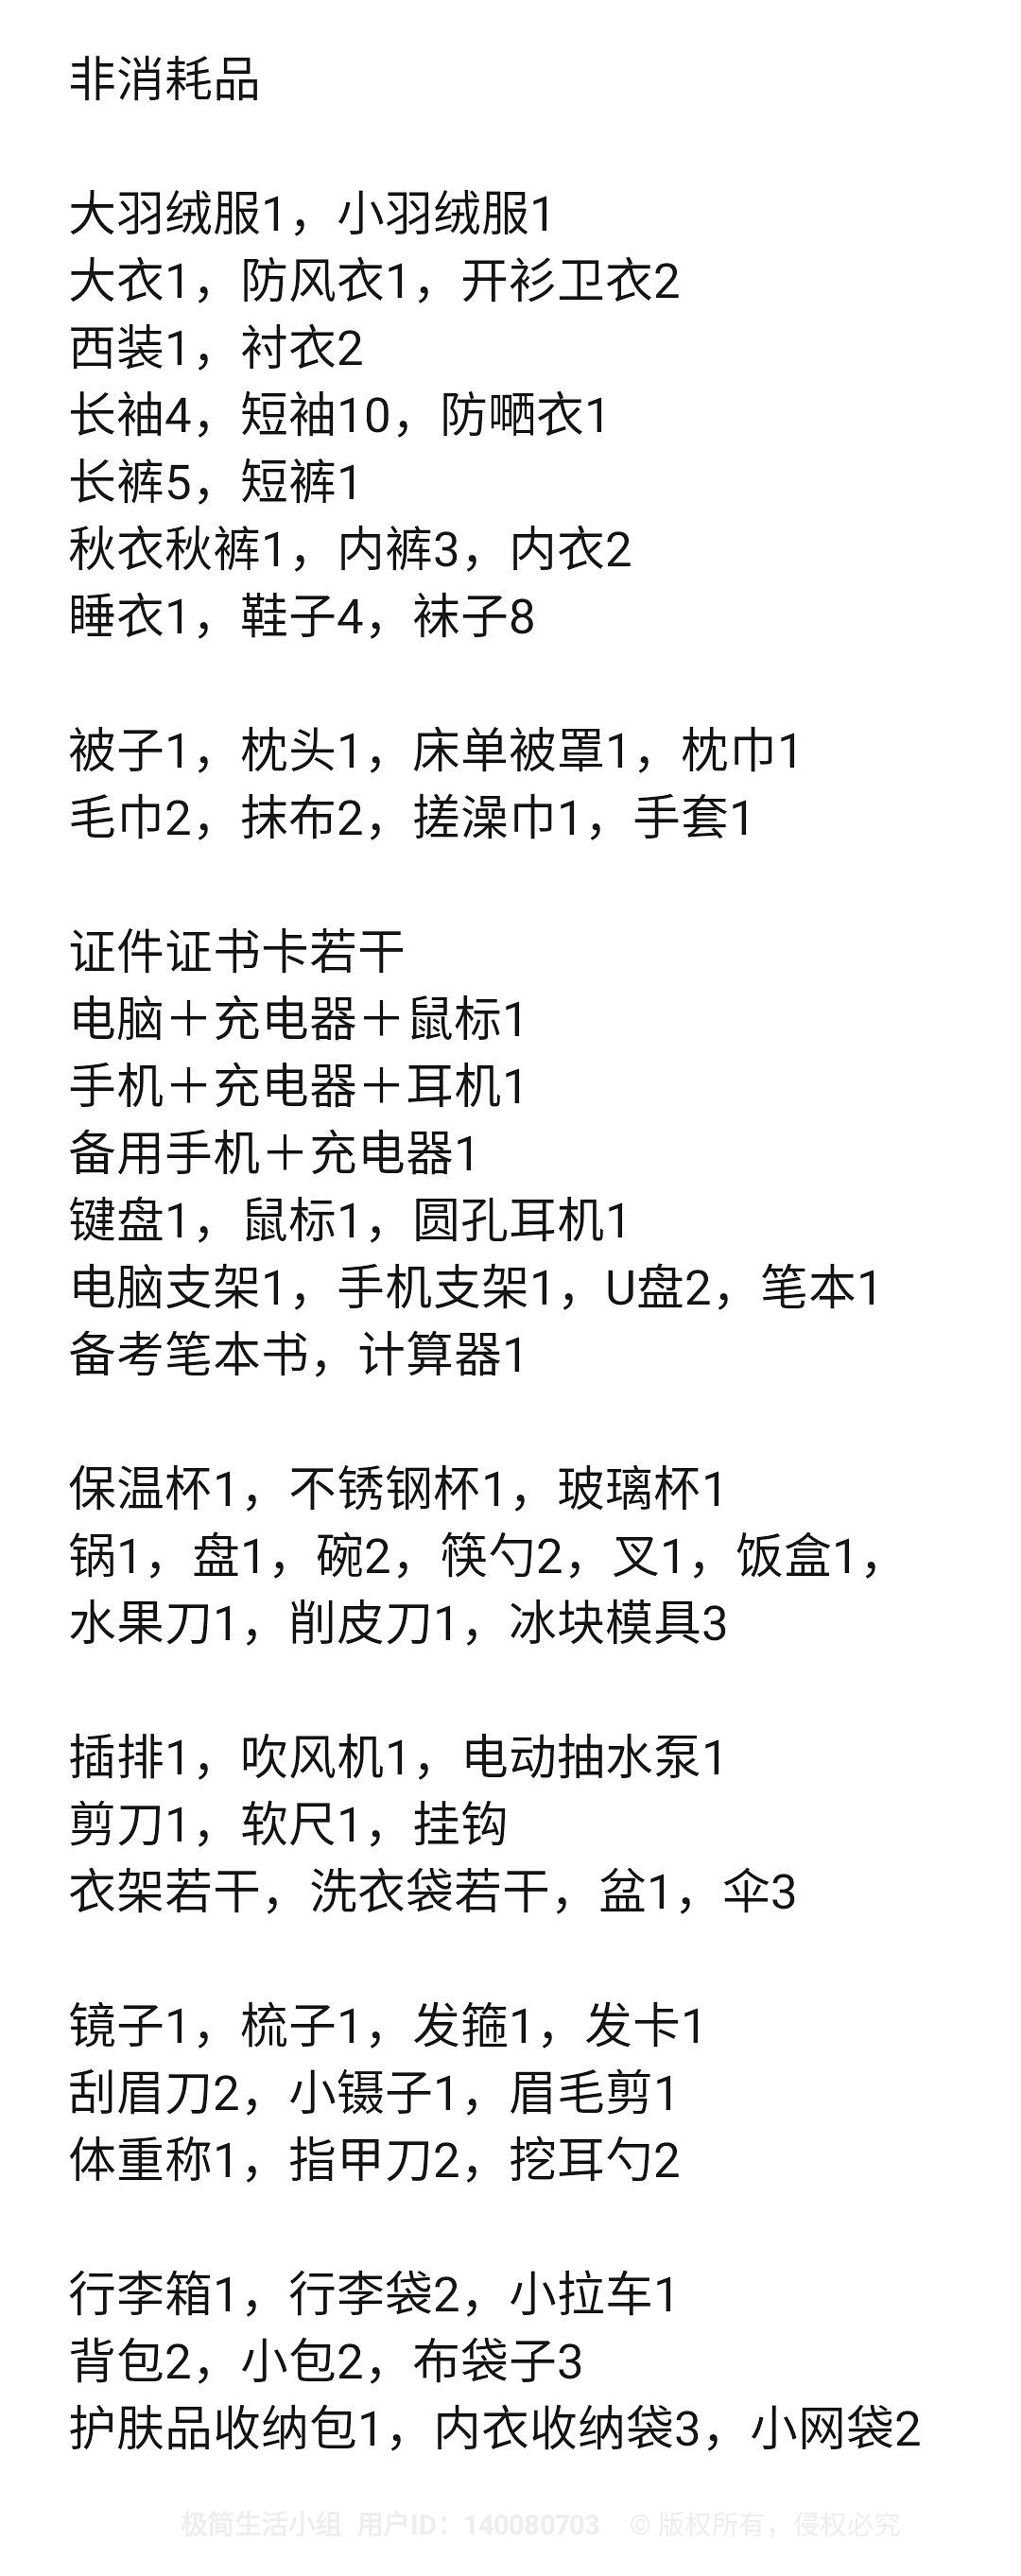 非消耗品
大羽绒服1，小羽绒服1
大衣1，防风衣1，开衫卫衣2
西装1，衬衣2
长袖4，短袖10，防嗮衣1
长裤5，短裤1
秋衣秋裤1，内裤3，内衣2
睡衣1，鞋子4，袜子8
被子1，枕头1，床单被罩1，枕巾1
毛巾2，抹布2，搓澡巾1，手套1
证件证书卡若干
电脑＋充电器＋鼠标1
手机＋充电器＋耳机1
备用手机＋充电器1
键盘1，鼠标1，圆孔耳机1
电脑支架1，手机支架1，U盘2，笔本1
备考笔本书，计算器1
保温杯1，不锈钢杯1，玻璃杯1
锅1，盘1，碗2，筷勺2，叉1，饭盒1，
水果刀1，削皮刀1，冰块模具3
插排1，吹风机1，电动抽水泵1
剪刀1，软尺1，挂钩
衣架若干，洗衣袋若干，盆1，伞3
镜子1，梳子1，发箍1，发卡1
刮眉刀2，小镊子1，眉毛剪1
体重称1，指甲刀2，挖耳勺2
行李箱1，行李袋2，小拉车1
背包2，小包2，布袋子3
护肤品收纳包1，内衣收纳袋3，小网袋2
极简生活小组 用户ID：140080703 © 版权所有，侵权必究